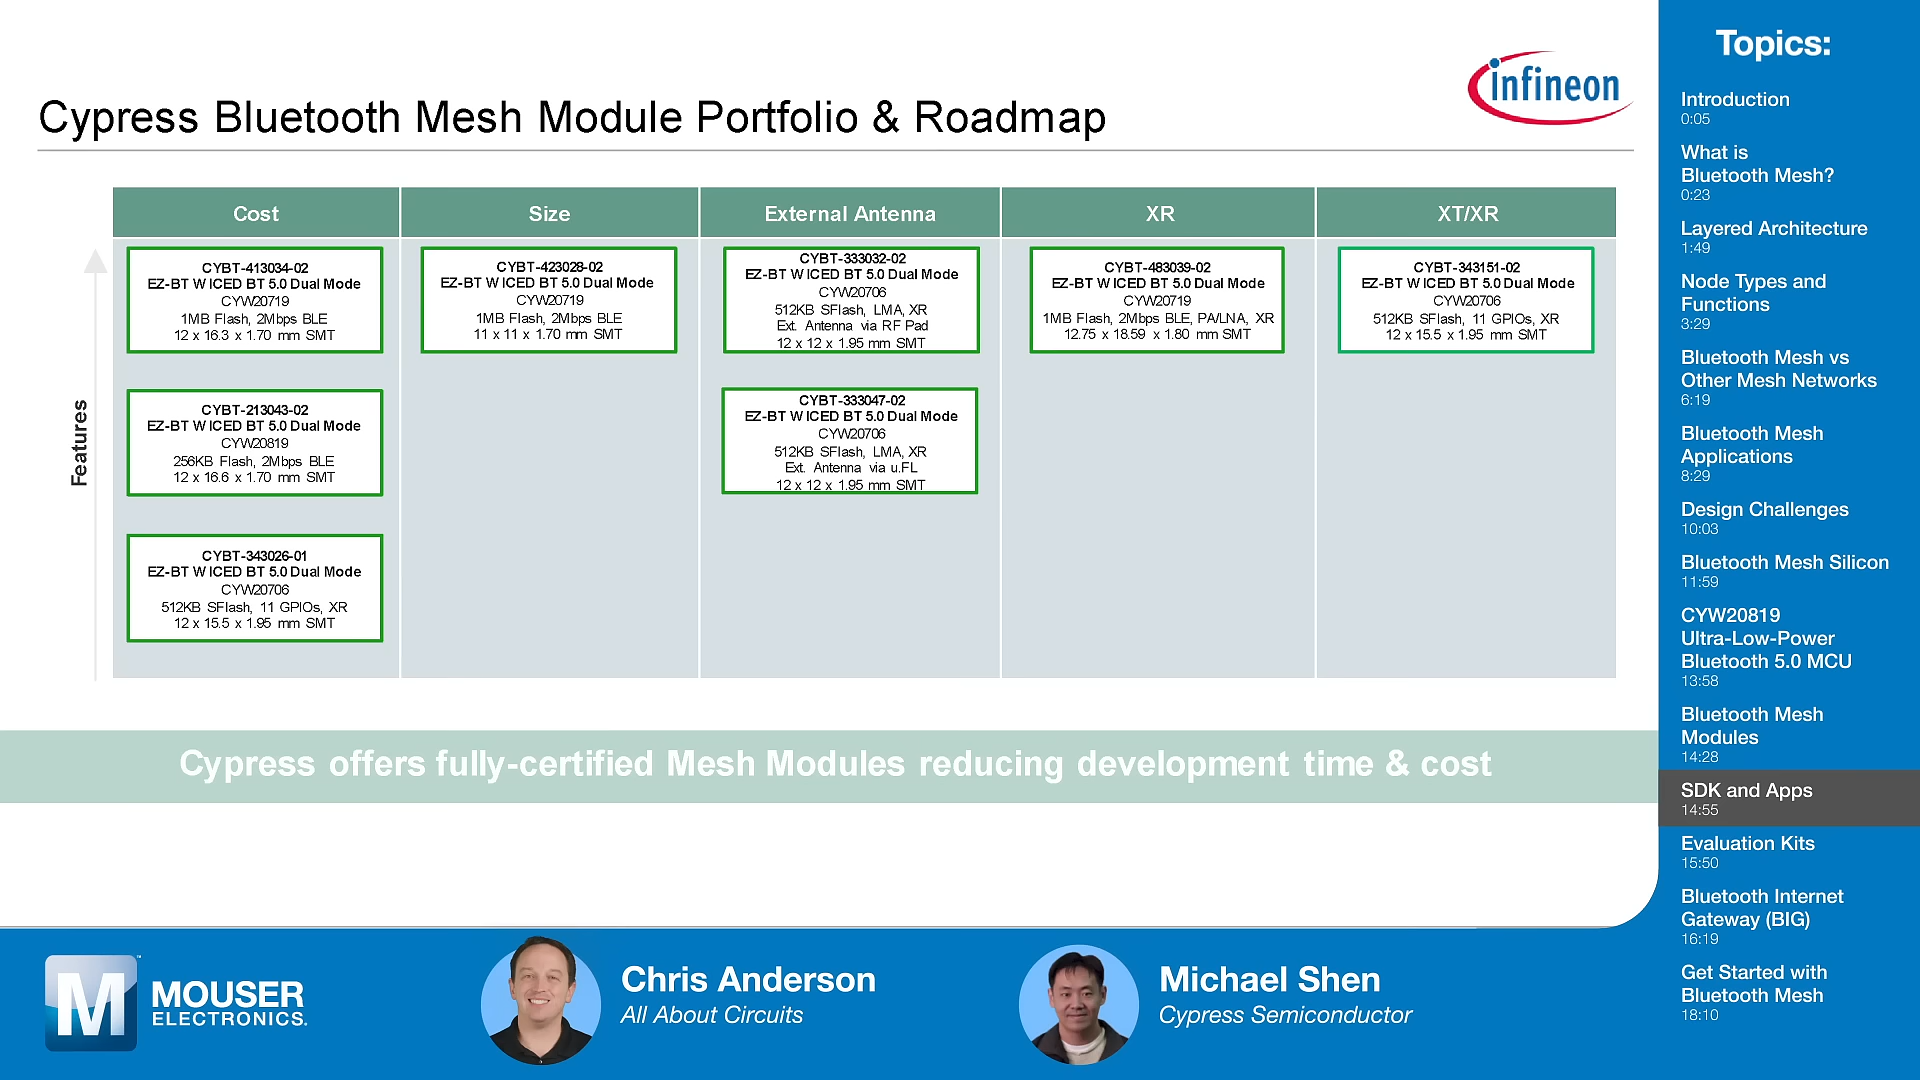 Cypress Bluetooth Mesh Module Portfolio & Roadmap
infineon
Features
Cost
CYBT-413034-02
EZ-BT WICED BT 5.0 Dual Mode
CYW20719
1MB Flash, 2Mbps BLE
12 x 16.3 x 1.70 mm SMT
CYBT-213043-02
EZ-BT WICED BT 5.0 Dual Mode
CYW20819
256KB Flash, 2Mbps BLE
12 x 16.6 x 1.70 mm SMT
CYBT-343026-01
EZ-BT WICED BT 5.0 Dual Mode
CYW20706
512KB SFlash, 11 GPIOs, XR
12 x 15.5 x 1.95 mm SMT
Size
CYBT-423028-02
EZ-BT WICED BT 5.0 Dual Mode
CYW20719
1MB Flash, 2Mbps BLE
11 x 11 x 1.70 mm SMT
External Antenna
CYBT-333032-02
EZ-BT WICED BT 5.0 Dual Mode
CYW20706
512KB SFlash, LMA, XR
Ext. Antenna via RF Pad
12 x 12 x 1.95 mm SMT
CYBT-333047-02
EZ-BT WICED BT 5.0 Dual Mode
CYW20706
512KB SFlash, LMA, XR
Ext. Antenna via u.FL
12 x 12 x 1.95 mm SMT
XR
CYBT-483039-02
EZ-BT WICED BT 5.0 Dual Mode
CYW20719
1MB Flash, 2Mbps BLE, PA/LNA, XR
12.75 x 18.59 x 1.80 mm SMT
XT/XR
CYBT-343151-02
EZ-BT WICED BT 5.0 Dual Mode
CYW20706
512KB SFlash, 11 GPIOs, XR
12 x 15.5 x 1.95 mm SMT
Cypress offers fully-certified Mesh Modules reducing development time & cost
Topics:
Introduction
0:05
What is
Bluetooth Mesh?
0:23
Layered Architecture
1:49
Node Types and
Functions
3:29
Bluetooth Mesh vs
Other Mesh Networks
6:19
Bluetooth Mesh
Applications
8:29
Design Challenges
10:03
Bluetooth Mesh Silicon
11:59
CYW20819
Ultra-Low-Power
Bluetooth 5.0 MCU
13:58
Bluetooth Mesh
Modules
14:28
SDK and Apps
14:55
Evaluation Kits
15:50
Bluetooth Internet
Gateway (BIG)
16:19
Get Started with
Bluetooth Mesh
18:10
M
MOUSER
ELECTRONICS.
Chris Anderson
All About Circuits
Michael Shen
Cypress Semiconductor